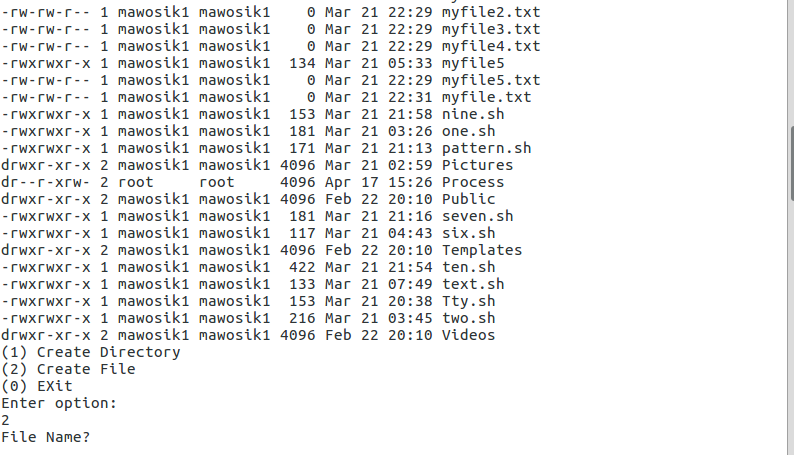 -rw-rw-r-- 1 mawosik1 mawosik1    0 Mar 21 22:29 myfile2.txt
-rw-rw-r-- 1 mawosik1 mawosik1    0 Mar 21 22:29 myfile3.txt
-rw-rw-r-- 1 mawosik1 mawosik1    0 Mar 21 22:29 myfile4.txt
-rwxrwxr-x 1 mawosik1 mawosik1  134 Mar 21 05:33 myfile5
-rw-rw-r-- 1 mawosik1 mawosik1    0 Mar 21 22:29 myfile5.txt
-rw-rw-r-- 1 mawosik1 mawosik1    0 Mar 21 22:31 myfile.txt
-rwxrwxr-x 1 mawosik1 mawosik1  153 Mar 21 21:58 nine.sh
-rwxrwxr-x 1 mawosik1 mawosik1  181 Mar 21 03:26 one.sh
-rwxrwxr-x 1 mawosik1 mawosik1  171 Mar 21 21:13 pattern.sh
drwxr-xr-x 2 mawosik1 mawosik1 4096 Mar 21 02:59 Pictures
dr--r-xrw- 2 root     root     4096 Apr 17 15:26 Process
drwxr-xr-x 2 mawosik1 mawosik1 4096 Feb 22 20:10 Public
-rwxrwxr-x 1 mawosik1 mawosik1  181 Mar 21 21:16 seven.sh
-rwxrwxr-x 1 mawosik1 mawosik1  117 Mar 21 04:43 six.sh
drwxr-xr-x 2 mawosik1 mawosik1 4096 Feb 22 20:10 Templates
-rwxrwxr-x 1 mawosik1 mawosik1  422 Mar 21 21:54 ten.sh
-rwxrwxr-x 1 mawosik1 mawosik1  133 Mar 21 07:49 text.sh
-rwxrwxr-x 1 mawosik1 mawosik1  153 Mar 21 20:38 Tty.sh
-rwxrwxr-x 1 mawosik1 mawosik1  216 Mar 21 03:45 two.sh
drwxr-xr-x 2 mawosik1 mawosik1 4096 Feb 22 20:10 Videos
(1) Create Directory
(2) Create File
(0) EXit
Enter option:
2
File Name?